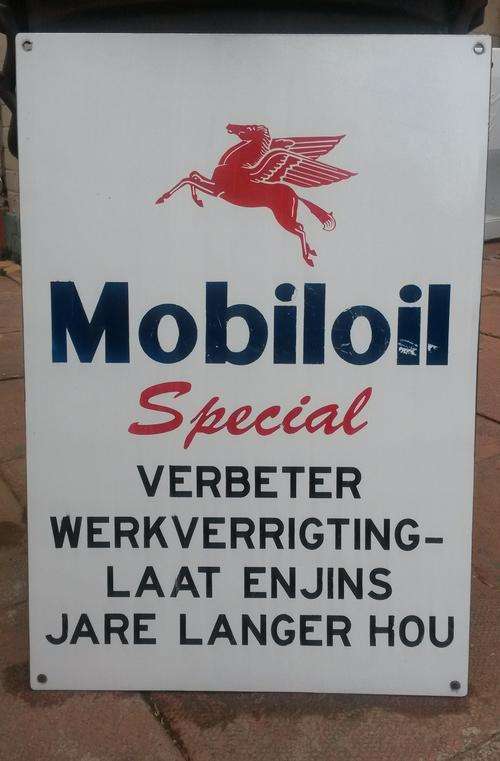 Mobiloil
Special
VERBETER
WERKVERRIGTING-
LAAT ENJINS
JARE LANGER HOU